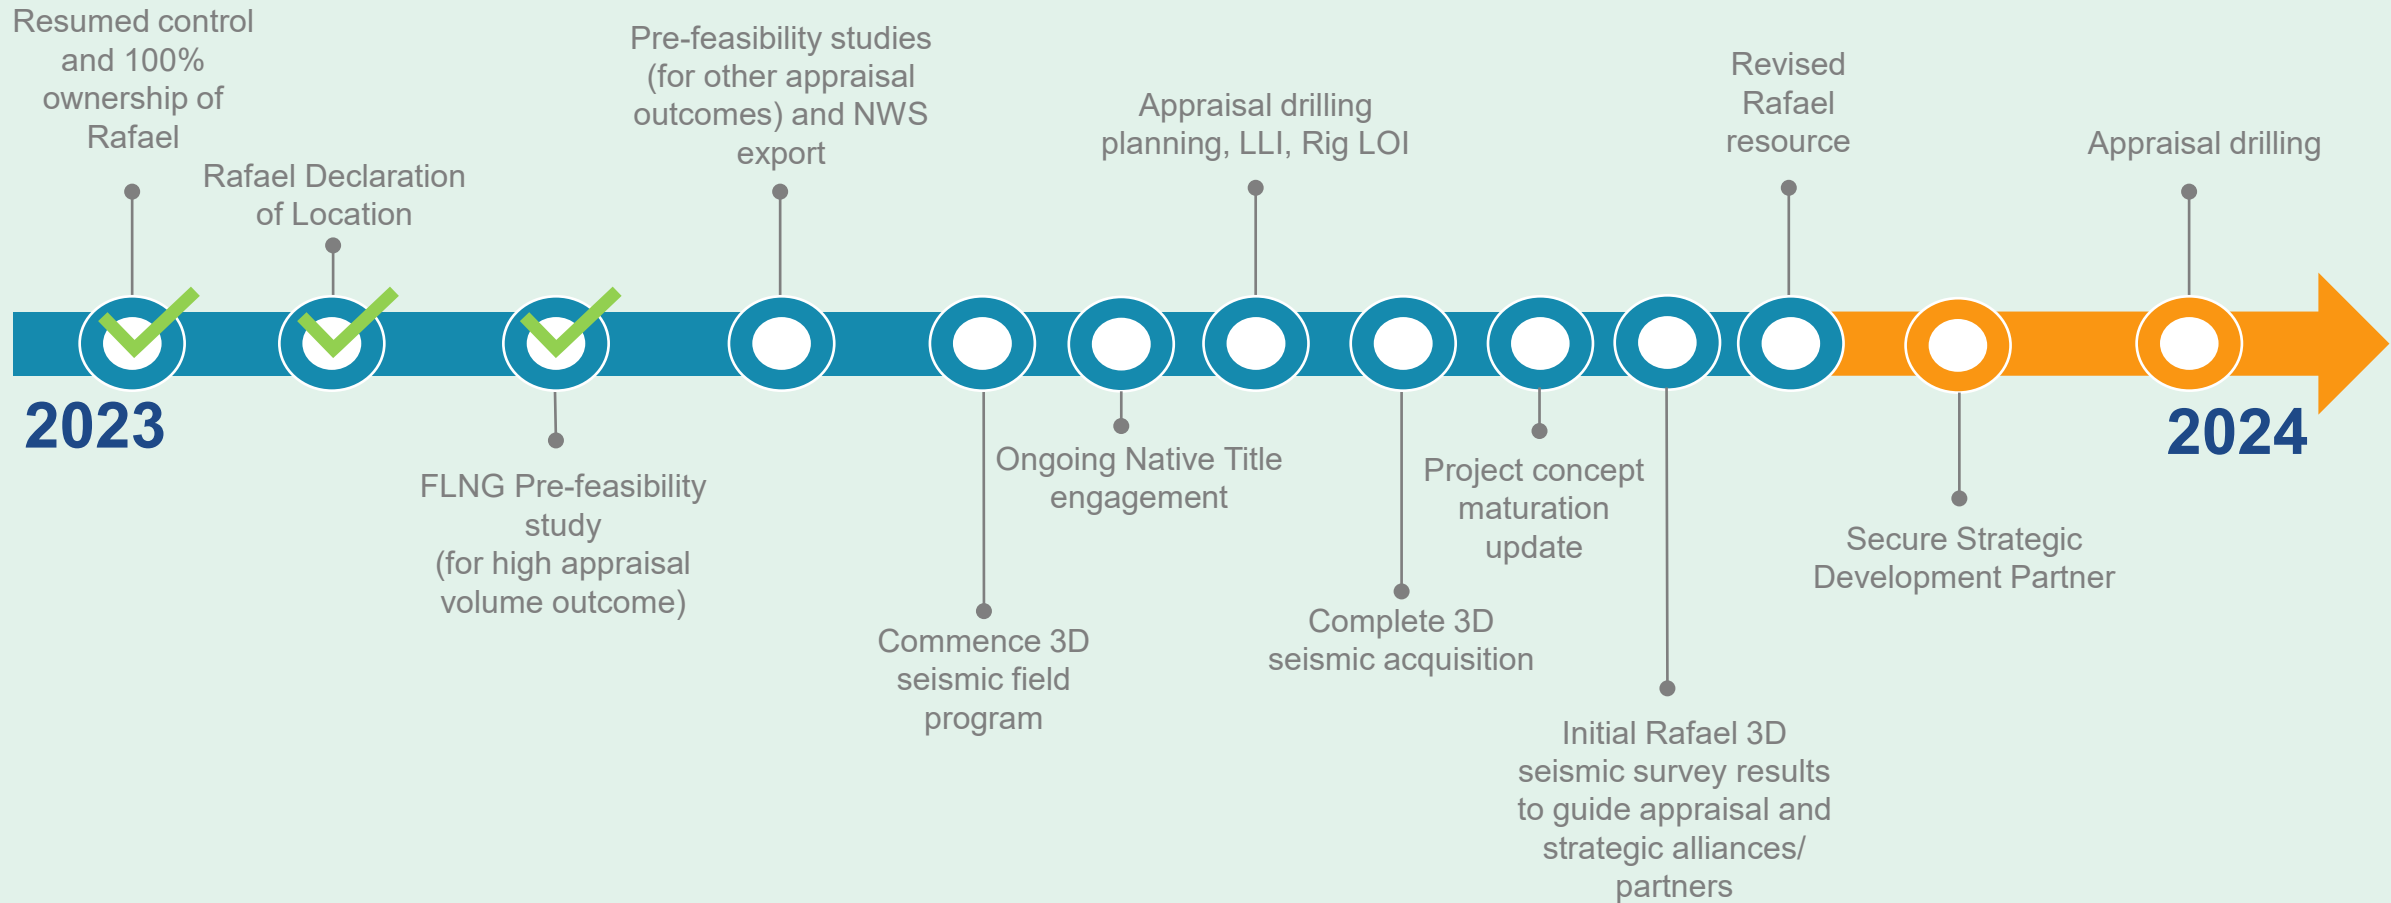 Resumed control
and 100%
ownership of
Rafael
Rafael Declaration
of Location
Pre-feasibility studies
(for other appraisal
outcomes) and NWS
export
Appraisal drilling
planning, LLI, Rig LOI
Revised
Rafael
resource
Appraisal drilling
2023
2024
FLNG Pre-feasibility
study
(for high appraisal
volume outcome)
Commence 3D
seismic field
program
Ongoing Native Title
engagement
Complete 3D
seismic acquisition
Project concept
maturation
update
Initial Rafael 3D
seismic survey results
to guide appraisal and
strategic alliances/
partners
Secure Strategic
Development Partner